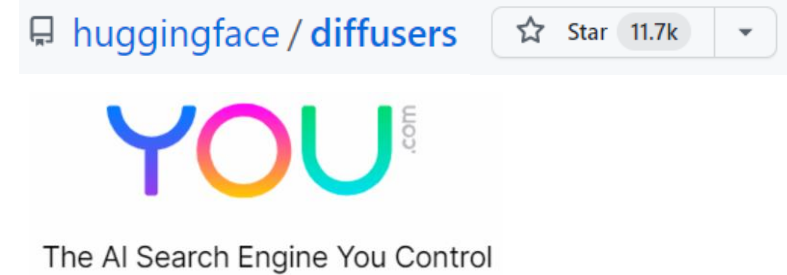 huggingface / diffusers Star 11.7k
YOU.com
The AI Search Engine You Control